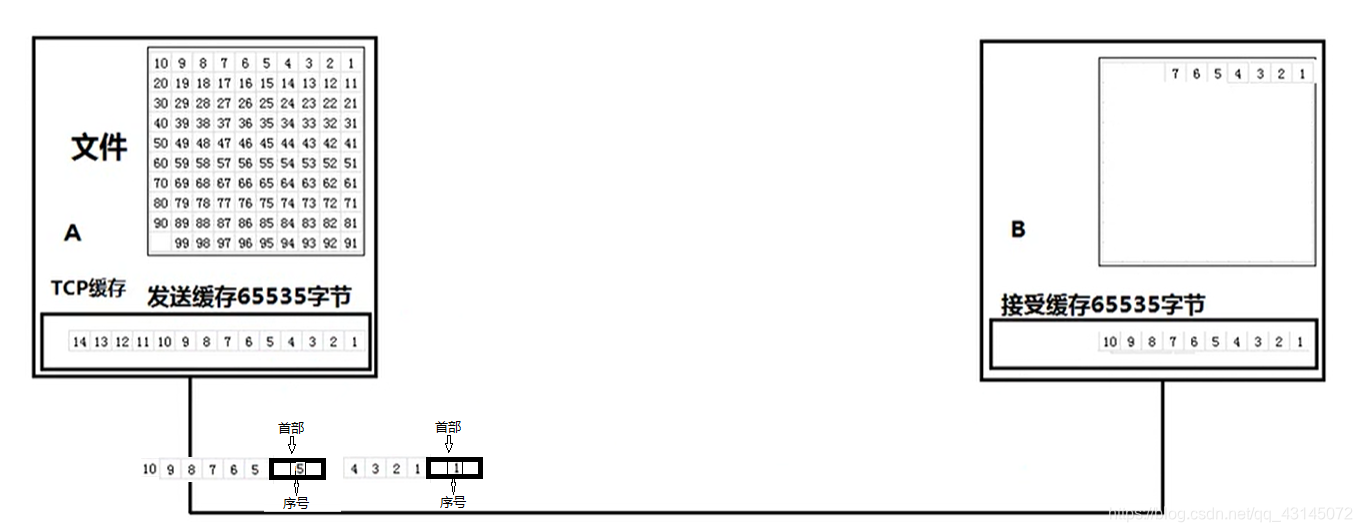 10 9 8 7 6 5 4 3 2 1
20 19 18 17 16 15 14 13 12 11
30 29 28 27 26 25 24 23 22 21
40 39 38 37 36 35 34 33 32 31
50 49 48 47 46 45 44 43 42 41
60 59 58 57 56 55 54 53 52 51
70 69 68 67 66 65 64 63 62 61
80 79 78 77 76 75 74 73 72 71
90 89 88 87 86 85 84 83 82 81
99 98 97 96 95 94 93 92 91
文件
A
TCP缓存
发送缓存65535字节
14 13 12 11 10 9 8 7 6 5 4 3 2 1
7 6 5 4 3 2 1
B
接受缓存65535字节
10 9 8 7 6 5 4 3 2 1
首部
首部
10 9 8 7 6 5 5
4 3 2 1 1
序号
序号
https://blog.csdn.net/qq_43145072